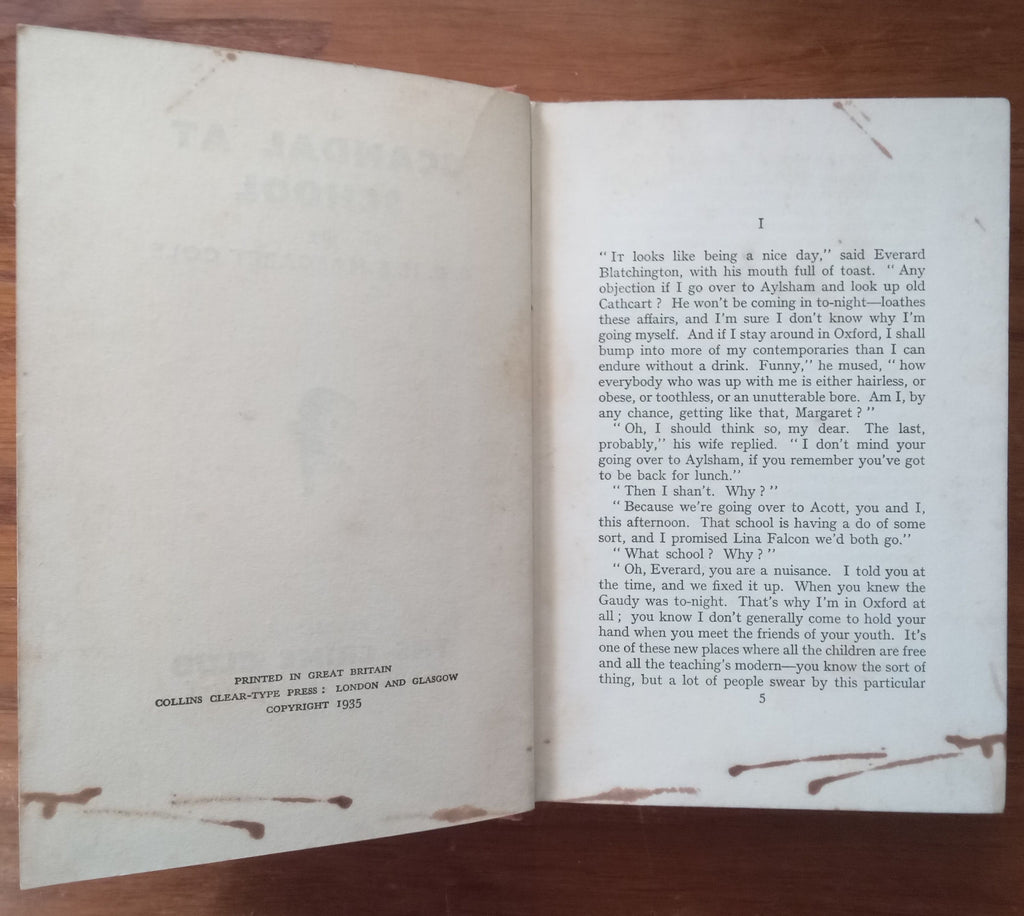 PRINTED IN GREAT BRITAIN
COLLINS CLEAR-TYPE PRESS : LONDON AND GLASGOW
COPYRIGHT 1935
I
“ IT looks like being a nice day,” said Everard
Blatchington, with his mouth full of toast. “ Any
objection if I go over to Aylsham and look up old
Cathcart ? He won’t be coming in to-night—loathes
these affairs, and I’m sure I don’t know why I’m
going myself. And if I stay around in Oxford, I shall
bump into more of my contemporaries than I can
endure without a drink. Funny,” he mused, “ how
everybody who was up with me is either hairless, or
obese, or toothless, or an unutterable bore. Am I, by
any chance, getting like that, Margaret ? ”
“ Oh, I should think so, my dear. The last,
probably,” his wife replied. “ I don’t mind your
going over to Aylsham, if you remember you’ve got
to be back for lunch.”
“ Then I shan’t. Why ? ”
“ Because we’re going over to Acott, you and I,
this afternoon. That school is having a do of some
sort, and I promised Lina Falcon we’d both go.”
“ What school ? Why ? ”
“ Oh, Everard, you are a nuisance. I told you at
the time, and we fixed it up. When you knew the
Gaudy was to-night. That’s why I’m in Oxford at
all ; you know I don’t generally come to hold your
hand when you meet the friends of your youth. It’s
one of these new places where all the children are free
and all the teaching’s modern—you know the sort of
thing, but a lot of people swear by this particular
5